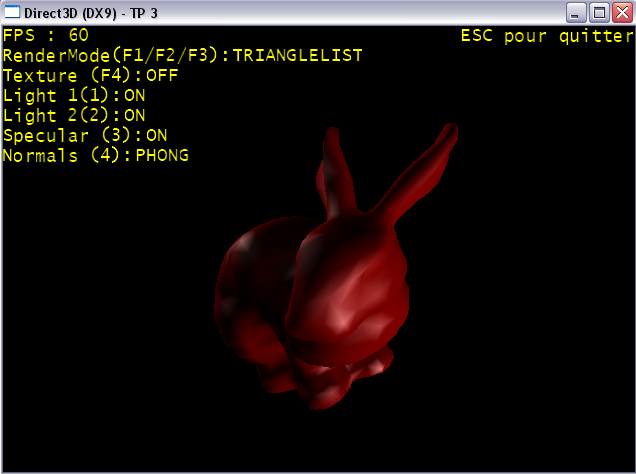 Direct3D (DX9) - TP 3
FPS : 60 ESC pour quitter
RenderMode(F1/F2/F3):TRIANGLELIST
Texture (F4):OFF
Light 1(1):ON
Light 2(2):ON
Specular (3):ON
Normals (4):PHONG